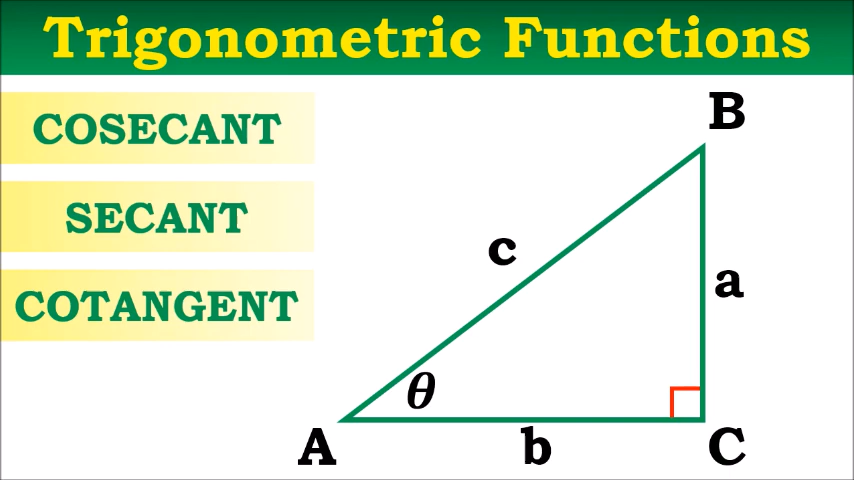 Trigonometric Functions
COSECANT
SECANT
COTANGENT
B
c
a
θ
A
b
C